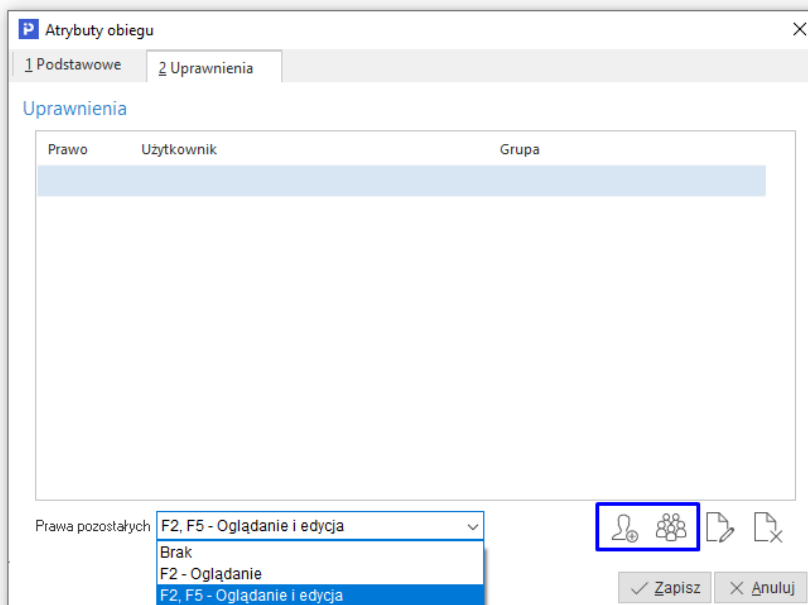 Atrybuty obiegu
1 Podstawowe 2 Uprawnienia
Uprawnienia
Prawo Użytkownik Grupa
Prawa pozostałych F2, F5 - Oglądanie i edycja
Brak
F2 - Oglądanie
F2, F5 - Oglądanie i edycja
Zapisz Anuluj